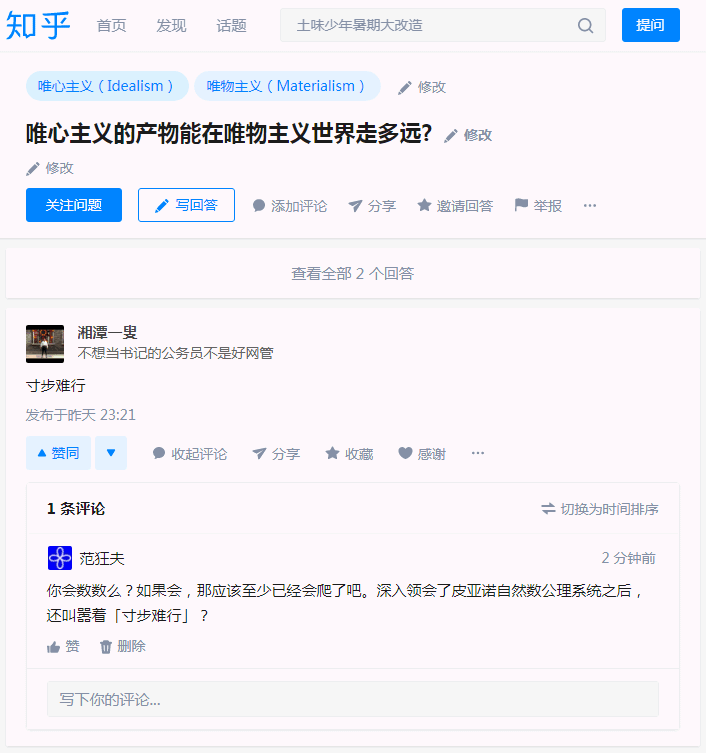 知乎 首页 发现 话题 土味少年暑期大改造 提问
唯心主义（Idealism） 唯物主义（Materialism） 修改
唯心主义的产物能在唯物主义世界走多远? 修改
修改
关注问题 写回答 添加评论 分享 邀请回答 举报 ···
查看全部 2 个回答
湘潭一叟
不想当书记的公务员不是好网管
寸步难行
发布于昨天 23:21
赞同 收起评论 分享 收藏 感谢 ···
1 条评论 切换为时间排序
范狂夫 2 分钟前
你会数数么？如果会，那应该至少已经会爬了吧。深入领会了皮亚诺自然数公理系统之后，
还叫嚣着「寸步难行」？
赞 删除
写下你的评论...